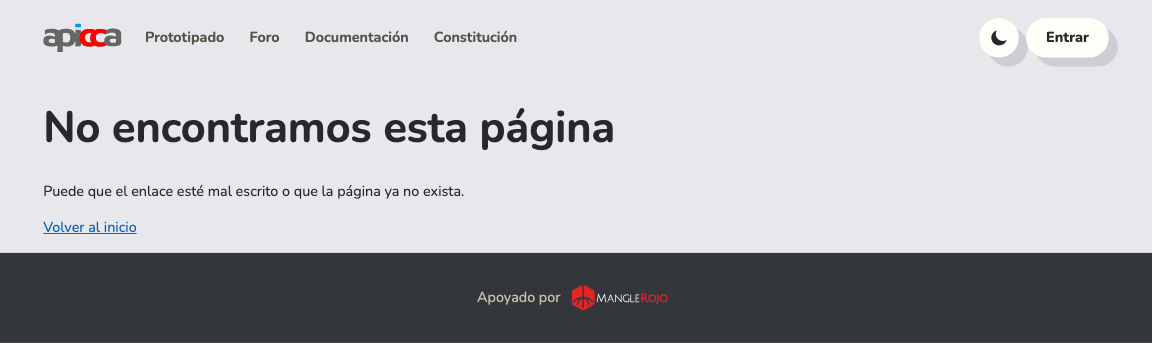 apicca
Prototipado Foro Documentación Constitución
Entrar
No encontramos esta página
Puede que el enlace esté mal escrito o que la página ya no exista.
Volver al inicio
Apoyado por MANGLEROJO